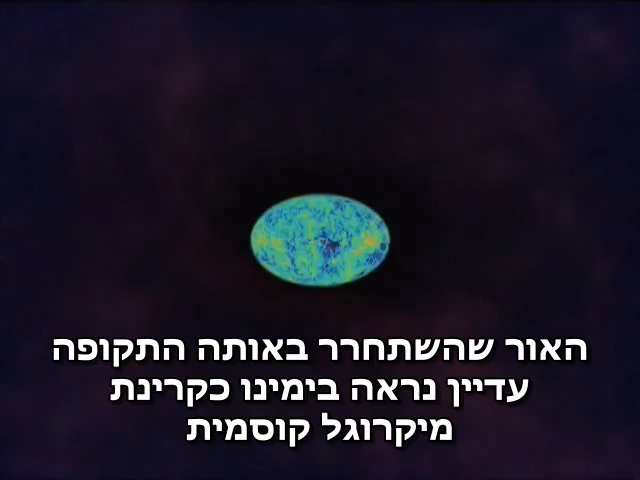 האור שהשתחרר באותה התקופה
עדיין נראה בימינו כקרינת
מיקרוגל קוסמית